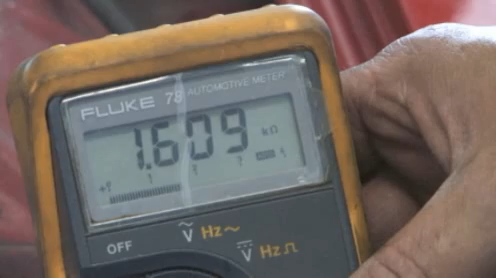 FLUKE 78 AUTOMOTIVE METER
1.609 kΩ
OFF
V Hz~
V Hz